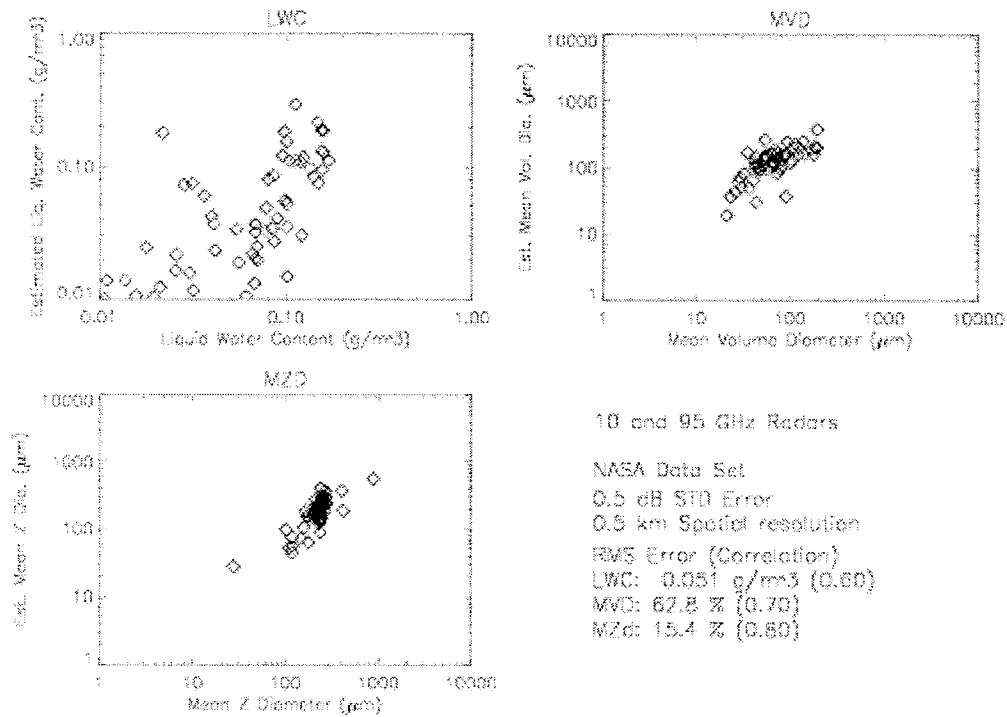 LWC
1.00
0.10
0.01
Estimated Liq. Water Cont. (g/m3)
0.01 0.10 1.00
Liquid Water Content (g/m3)
MVD
10000
1000
100
10
1
Est. Mean Vol. Dia. (μm)
1 10 100 1000 10000
Mean Volume Diameter (μm)
MZD
10000
1000
100
10
1
Est. Mean Z Dia. (μm)
1 10 100 1000 10000
Mean Z Diameter (μm)
10 and 95 GHz Radars
NASA Data Set
0.5 dB STD Error
0.5 km Spatial resolution
RMS Error (Correlation)
LWC: 0.051 g/m3 (0.60)
MVD: 62.8 % (0.70)
MZd: 15.4 % (0.80)